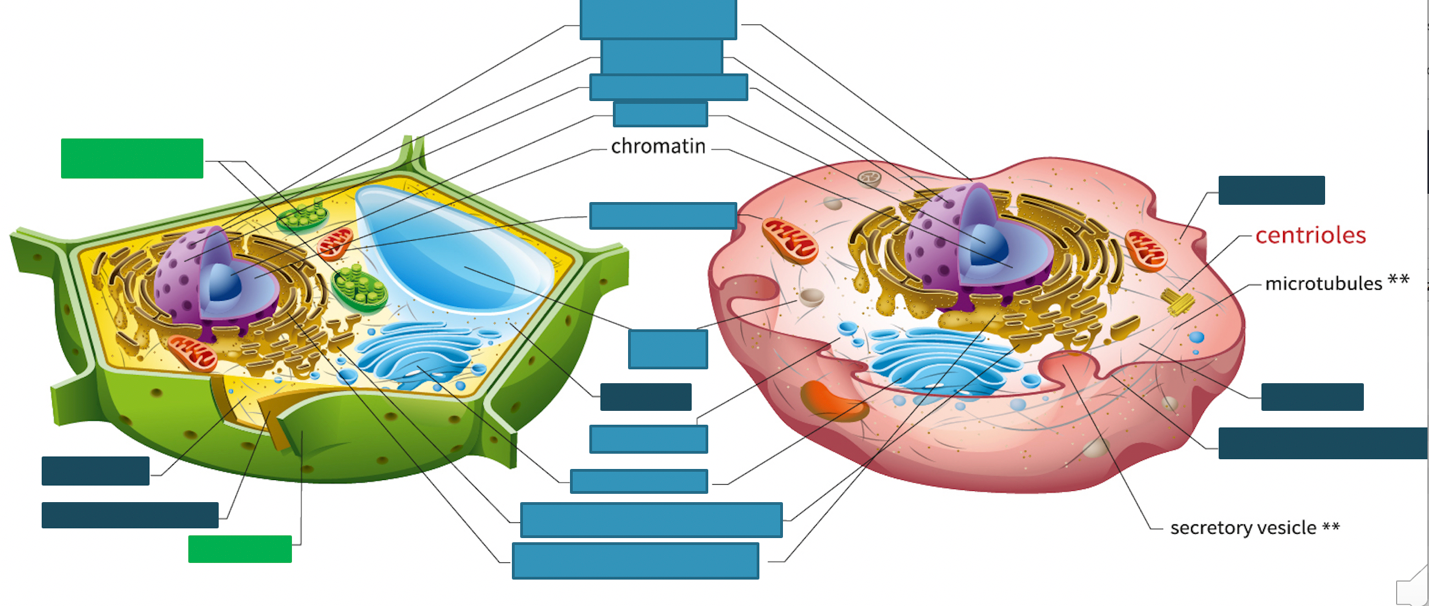 chromatin
centrioles
microtubules **
secretory vesicle **